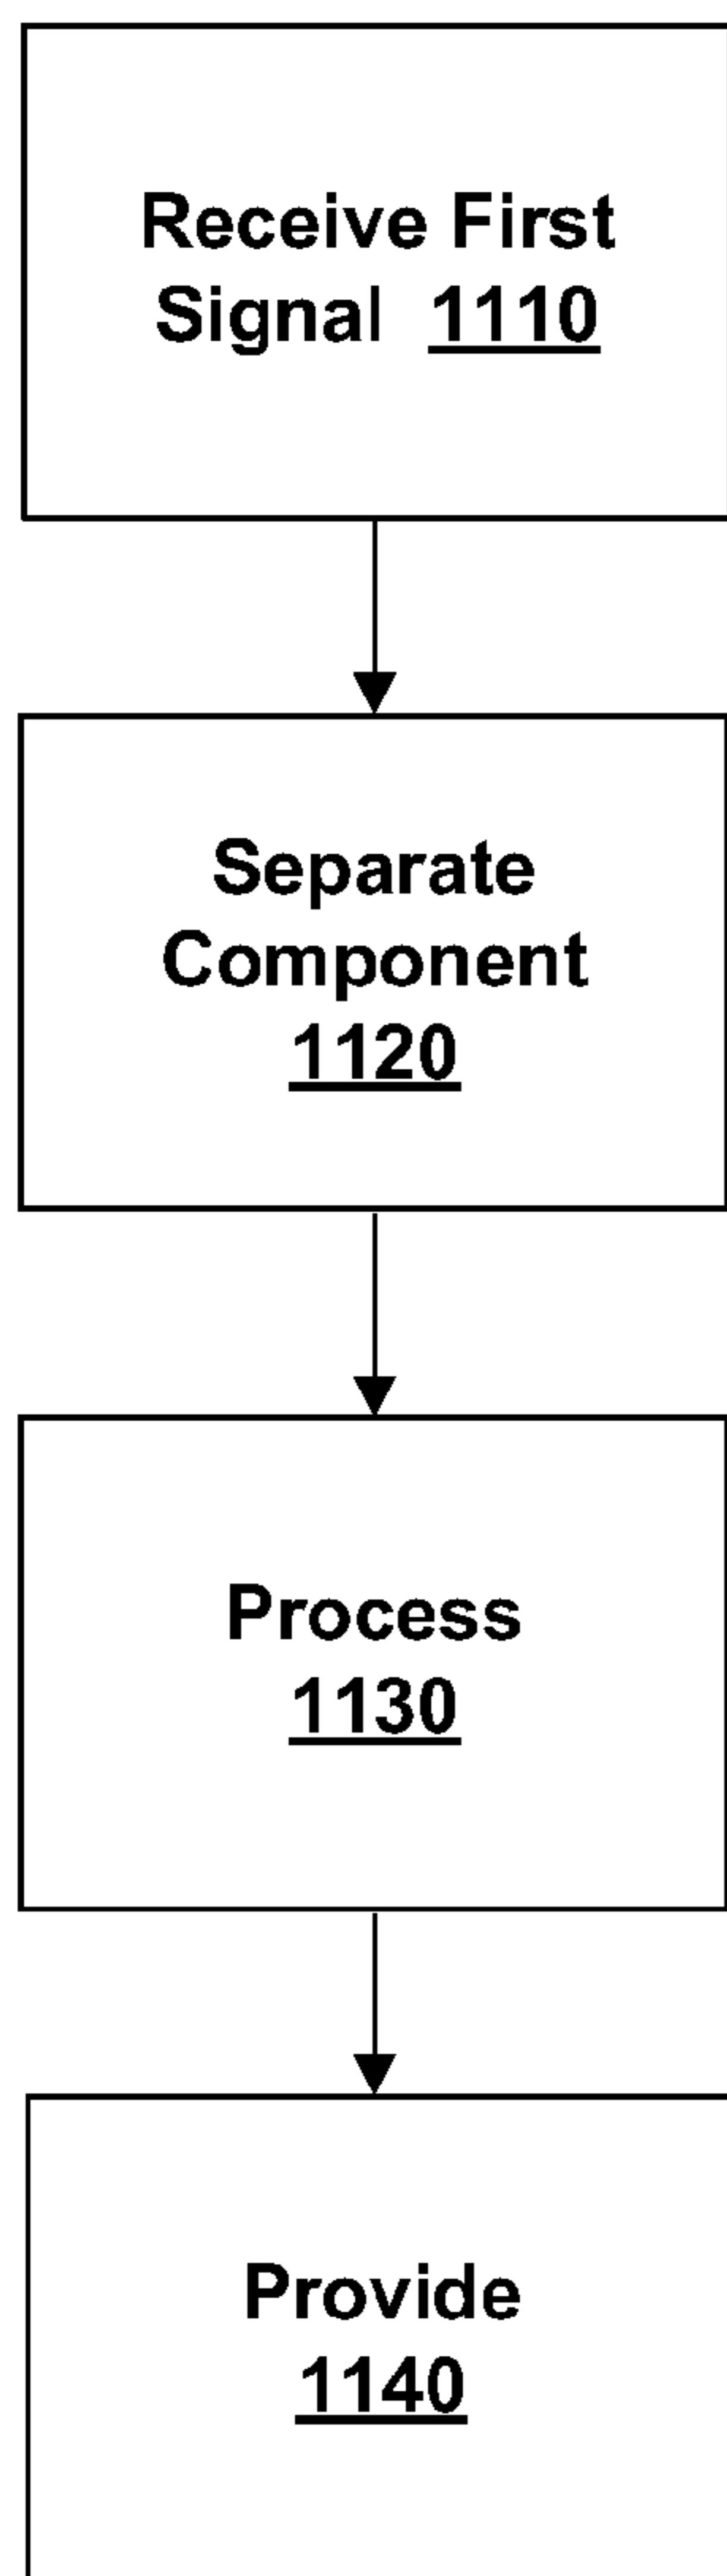 Receive First
Signal 1110
Separate
Component
1120
Process
1130
Provide
1140